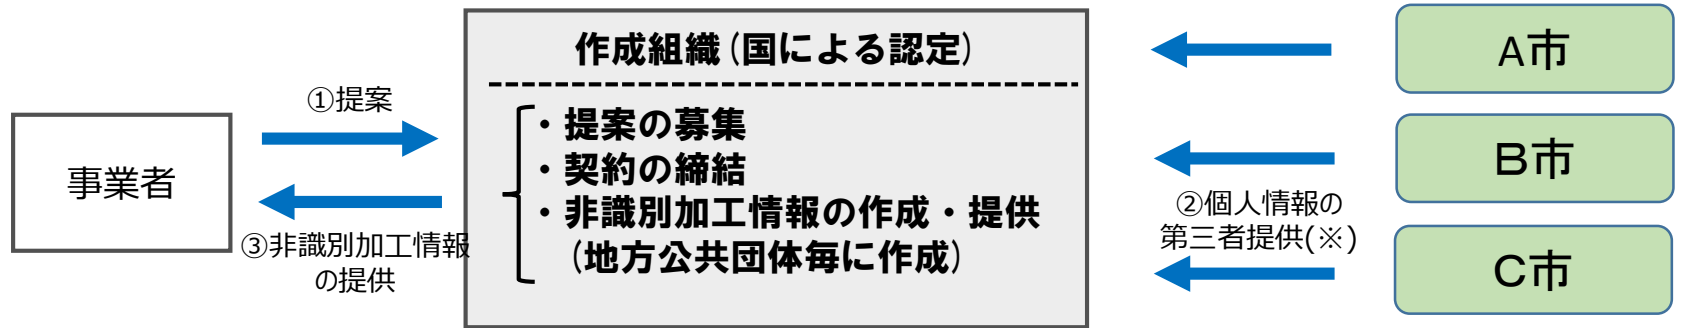 事業者
①提案
③非識別加工情報
の提供
作成組織(国による認定)
・提案の募集
・契約の締結
・非識別加工情報の作成・提供
(地方公共団体毎に作成)
②個人情報の
第三者提供(※)
A市
B市
C市